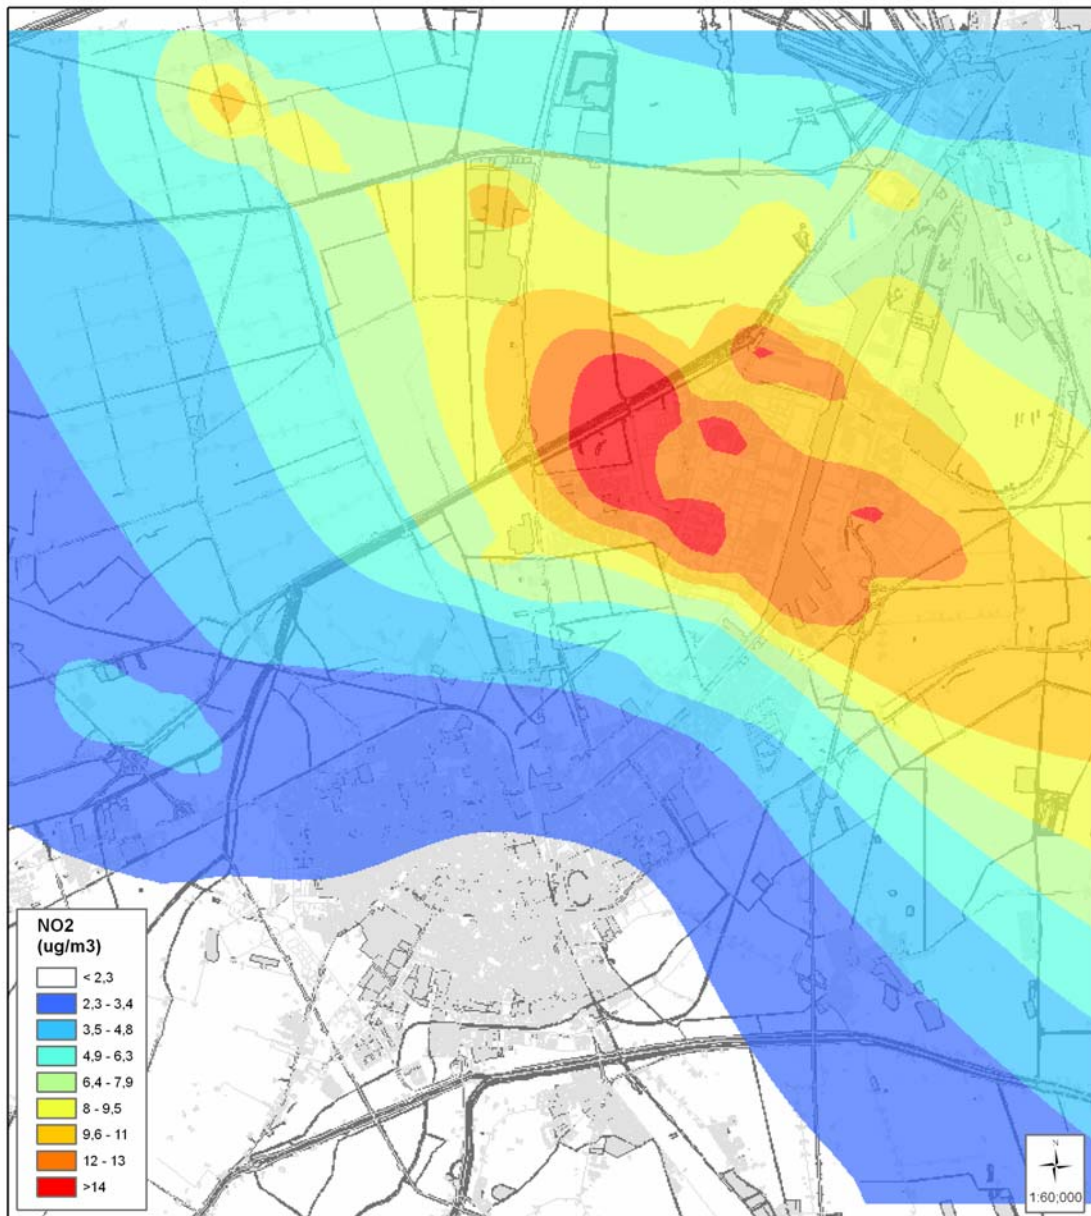 NO2
(ug/m3)
< 2,3
2,3 - 3,4
3,5 - 4,8
4,9 - 6,3
6,4 - 7,9
8 - 9,5
9,6 - 11
12 - 13
>14
N
1:60;000